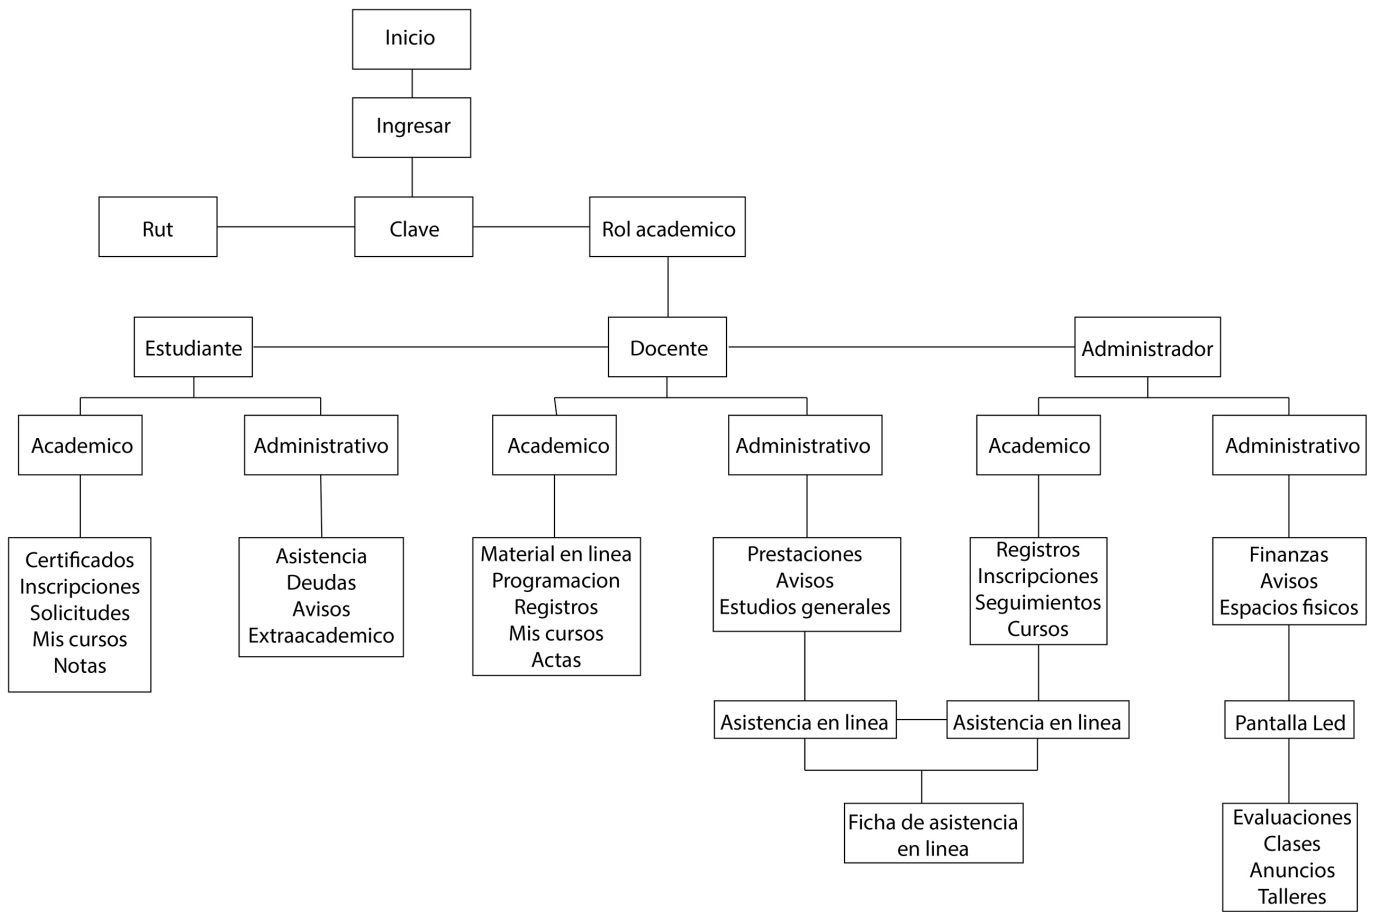 Inicio
Ingresar
Rut
Clave
Rol academico
Estudiante
Docente
Administrador
Academico
Administrativo
Academico
Administrativo
Academico
Administrativo
Certificados
Inscripciones
Solicitudes
Mis cursos
Notas
Asistencia
Deudas
Avisos
Extraacademico
Material en linea
Programacion
Registros
Mis cursos
Actas
Prestaciones
Avisos
Estudios generales
Registros
Inscripciones
Seguimientos
Cursos
Finanzas
Avisos
Espacios fisicos
Asistencia en linea
Asistencia en linea
Pantalla Led
Ficha de asistencia
en linea
Evaluaciones
Clases
Anuncios
Talleres